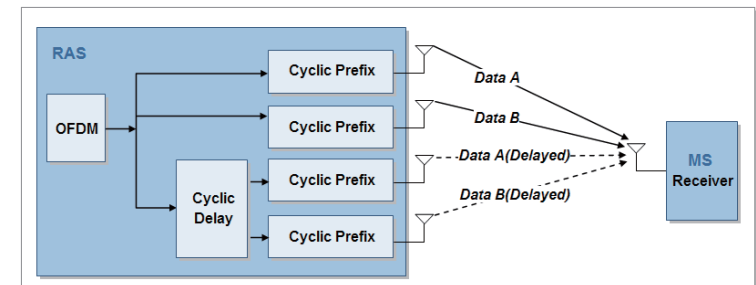 RAS
OFDM
Cyclic Prefix
Cyclic Prefix
Cyclic
Delay
Cyclic Prefix
Cyclic Prefix
Data A
Data B
Data A(Delayed)
Data B(Delayed)
MS
Receiver